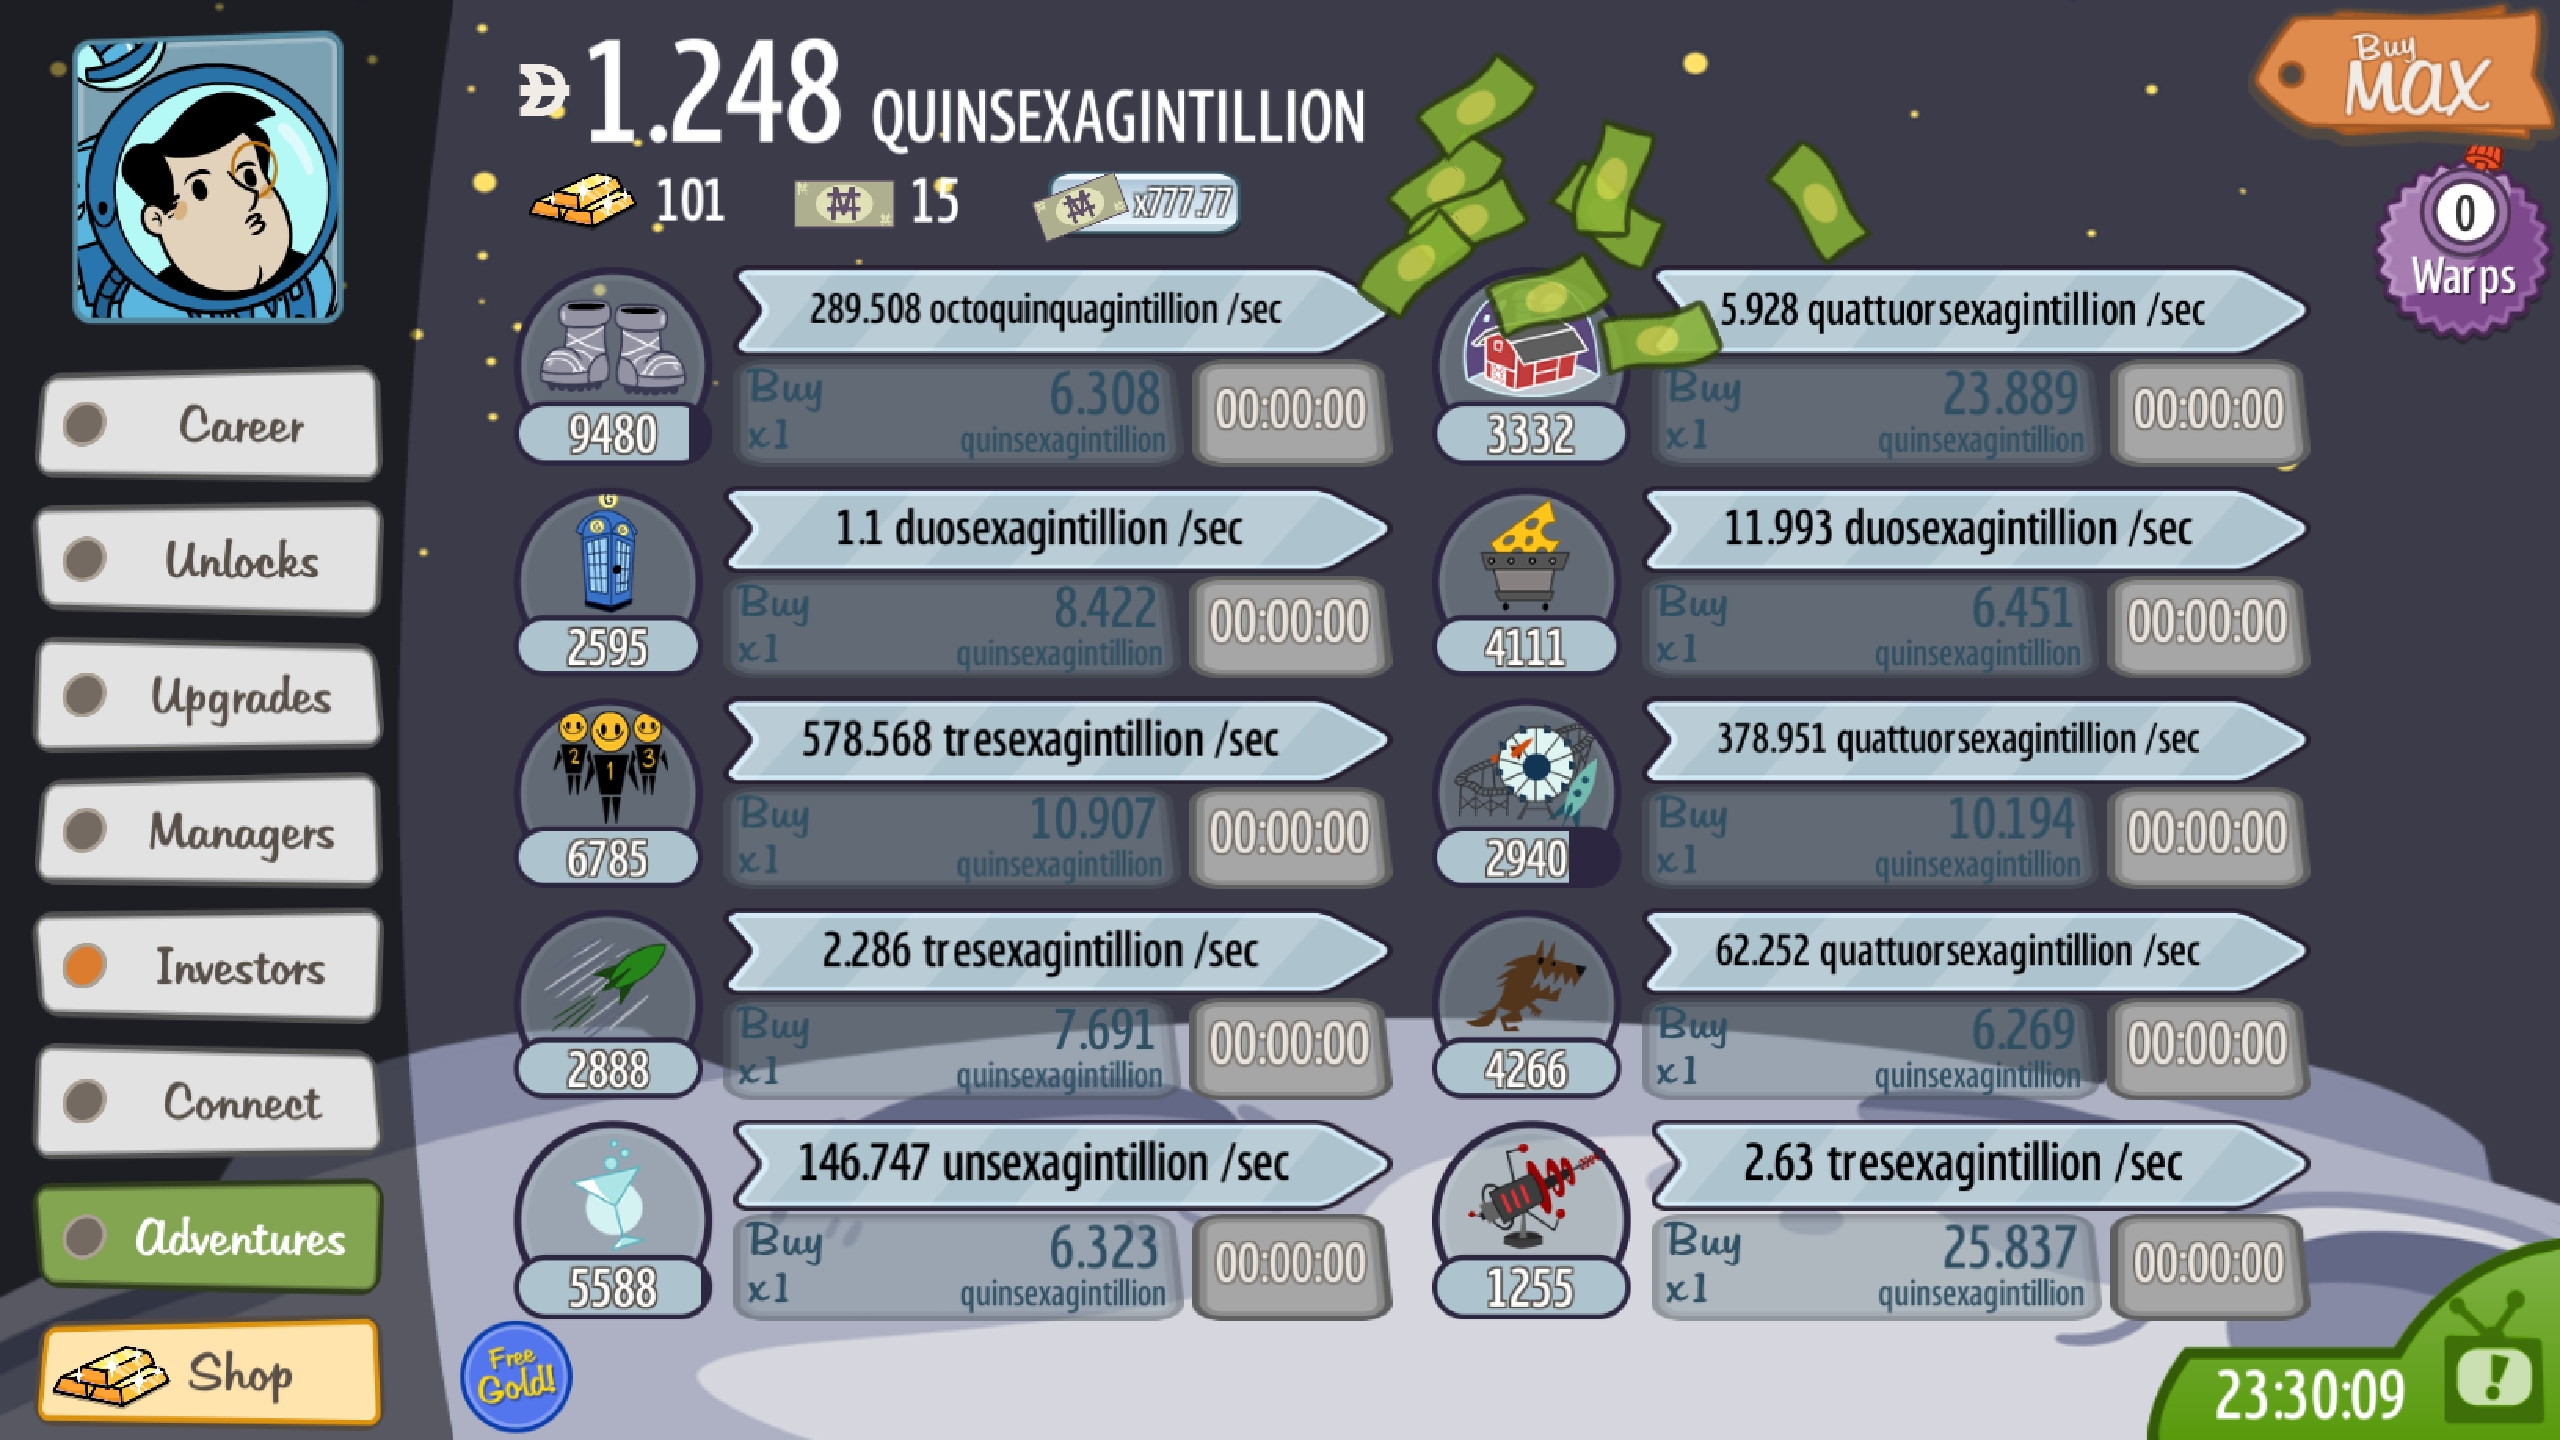 1.248 QUINSEXAGINTILLION
101 15 x777.77
Buy
MAX
0
Warps
Career
Unlocks
Upgrades
Managers
Investors
Connect
Adventures
Shop
289.508 octoquinquagintillion /sec
Buy 6.308
x1 quinsexagintillion
00:00:00
9480
5.928 quattuorsexagintillion /sec
Buy 23.889
x1 quinsexagintillion
00:00:00
3332
G
G G
1.1 duosexagintillion /sec
Buy 8.422
x1 quinsexagintillion
00:00:00
2595
11.993 duosexagintillion /sec
Buy 6.451
x1 quinsexagintillion
00:00:00
4111
2 1 3
578.568 tresexagintillion /sec
Buy 10.907
x1 quinsexagintillion
00:00:00
6785
378.951 quattuorsexagintillion /sec
Buy 10.194
x1 quinsexagintillion
00:00:00
2940
2.286 tresexagintillion /sec
Buy 7.691
x1 quinsexagintillion
00:00:00
2888
62.252 quattuorsexagintillion /sec
Buy 6.269
x1 quinsexagintillion
00:00:00
4266
146.747 unsexagintillion /sec
Buy 6.323
x1 quinsexagintillion
00:00:00
5588
2.63 tresexagintillion /sec
Buy 25.837
x1 quinsexagintillion
00:00:00
1255
Free
Gold!
23:30:09
!